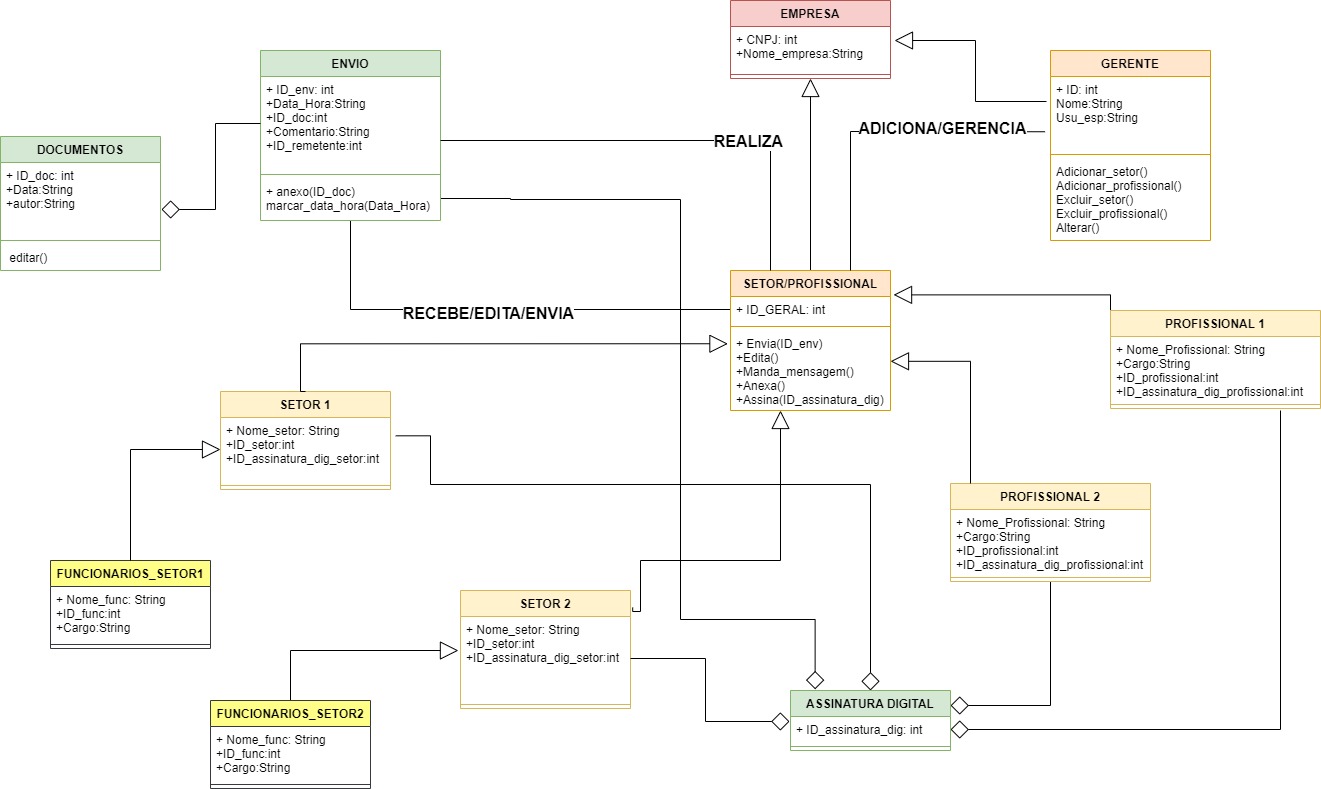 EMPRESA
+ CNPJ: int
+Nome_empresa:String
ENVIO
+ ID_env: int
+Data_Hora:String
+ID_doc:int
+Comentario:String
+ID_remetente:int
+ anexo(ID_doc)
marcar_data_hora(Data_Hora)
GERENTE
+ ID: int
Nome:String
Usu_esp:String
Adicionar_setor()
Adicionar_profissional()
Excluir_setor()
Excluir_profissional()
Alterar()
DOCUMENTOS
+ ID_doc: int
+Data:String
+autor:String
editar()
REALIZA
ADICIONA/GERENCIA
RECEBE/EDITA/ENVIA
SETOR/PROFISSIONAL
+ ID_GERAL: int
+ Envia(ID_env)
+Edita()
+Manda_mensagem()
+Anexa()
+Assina(ID_assinatura_dig)
PROFISSIONAL 1
+ Nome_Profissional: String
+Cargo:String
+ID_profissional:int
+ID_assinatura_dig_profissional:int
SETOR 1
+ Nome_setor: String
+ID_setor:int
+ID_assinatura_dig_setor:int
PROFISSIONAL 2
+ Nome_Profissional: String
+Cargo:String
+ID_profissional:int
+ID_assinatura_dig_profissional:int
FUNCIONARIOS_SETOR1
+ Nome_func: String
+ID_func:int
+Cargo:String
SETOR 2
+ Nome_setor: String
+ID_setor:int
+ID_assinatura_dig_setor:int
FUNCIONARIOS_SETOR2
+ Nome_func: String
+ID_func:int
+Cargo:String
ASSINATURA DIGITAL
+ ID_assinatura_dig: int